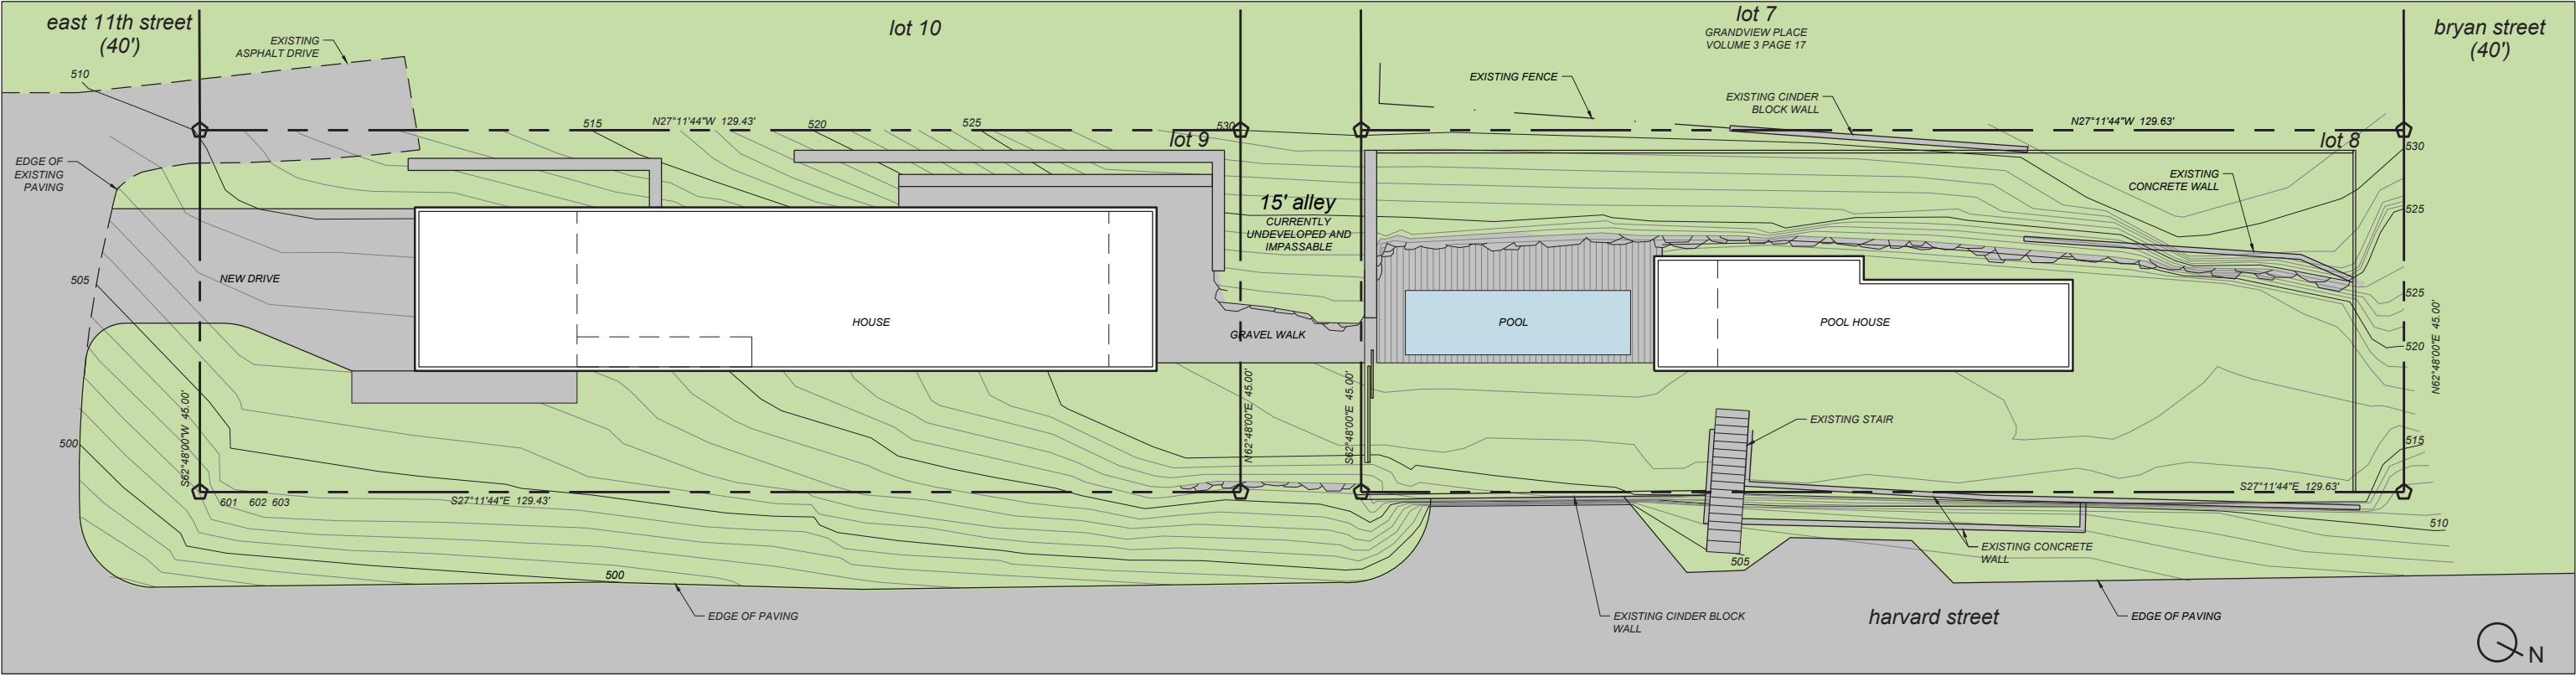 east 11th street
(40')
lot 10
lot 7
GRANDVIEW PLACE
VOLUME 3 PAGE 17
bryan street
(40')
EXISTING
ASPHALT DRIVE
510
EXISTING FENCE
EXISTING CINDER
BLOCK WALL
515
N27°11'44"W 129.43'
520
525
530
N27°11'44"W 129.63'
lot 9
lot 8
530
EDGE OF
EXISTING
PAVING
EXISTING
CONCRETE WALL
15' alley
CURRENTLY
UNDEVELOPED AND
IMPASSABLE
525
505
NEW DRIVE
525
HOUSE
GRAVEL WALK
POOL
POOL HOUSE
520
N62°48'00"E 45.00'
S62°48'00"W 45.00'
N62°48'00"E 45.00'
S62°48'00"E 45.00'
EXISTING STAIR
500
515
601 602 603
S27°11'44"E 129.43'
S27°11'44"E 129.63'
510
EXISTING CONCRETE
WALL
500
505
EDGE OF PAVING
EXISTING CINDER BLOCK
WALL
harvard street
EDGE OF PAVING
N